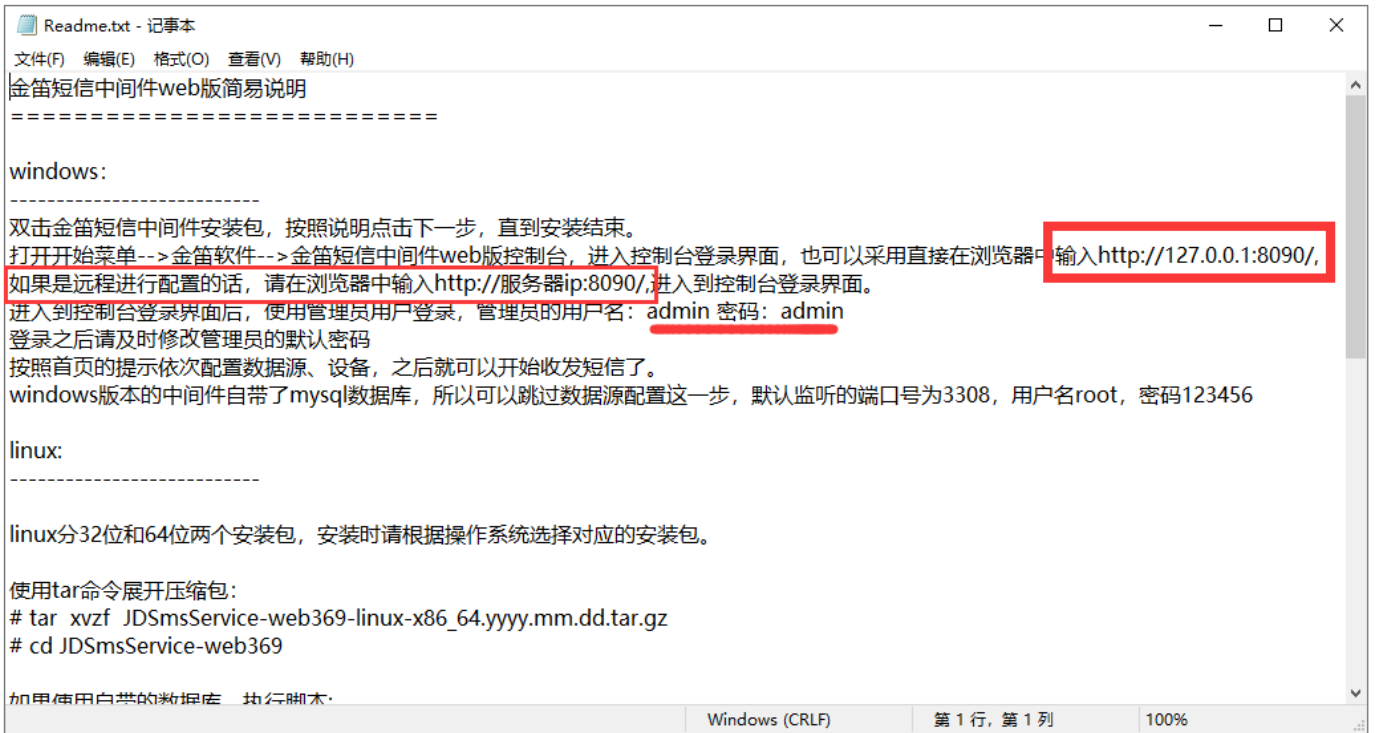 Readme.txt - 记事本
文件(F) 编辑(E) 格式(O) 查看(V) 帮助(H)
金笛短信中间件web版简易说明
===========================
windows：
---------------------------
双击金笛短信中间件安装包，按照说明点击下一步，直到安装结束。
打开开始菜单-->金笛软件-->金笛短信中间件web版控制台，进入控制台登录界面，也可以采用直接在浏览器中输入http://127.0.0.1:8090/,
如果是远程进行配置的话，请在浏览器中输入http://服务器ip:8090/,进入到控制台登录界面。
进入到控制台登录界面后，使用管理员用户登录，管理员的用户名：admin 密码：admin
登录之后请及时修改管理员的默认密码
按照首页的提示依次配置数据源、设备，之后就可以开始收发短信了。
windows版本的中间件自带了mysql数据库，所以可以跳过数据源配置这一步，默认监听的端口号为3308，用户名root，密码123456
linux:
---------------------------
linux分32位和64位两个安装包，安装时请根据操作系统选择对应的安装包。
使用tar命令展开压缩包：
# tar  xvzf  JDSmsService-web369-linux-x86_64.yyyy.mm.dd.tar.gz
# cd JDSmsService-web369
如果使用自带的数据库，执行脚本：
Windows (CRLF) 第 1 行，第 1 列 100%